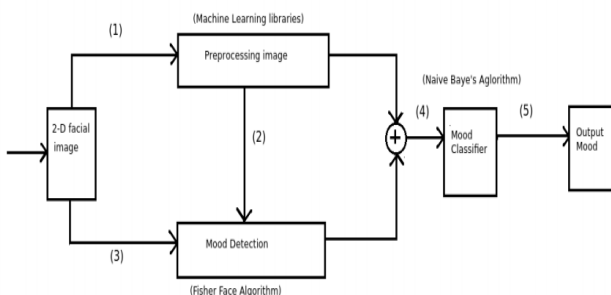 (Machine Learning libraries)
(1)
Preprocessing image
(Naive Baye's Aglorithm)
2-D facial
image
(2)
(4)
(5)
Mood
Classifier
Output
Mood
Mood Detection
(3)
(Fisher Face Algorithm)